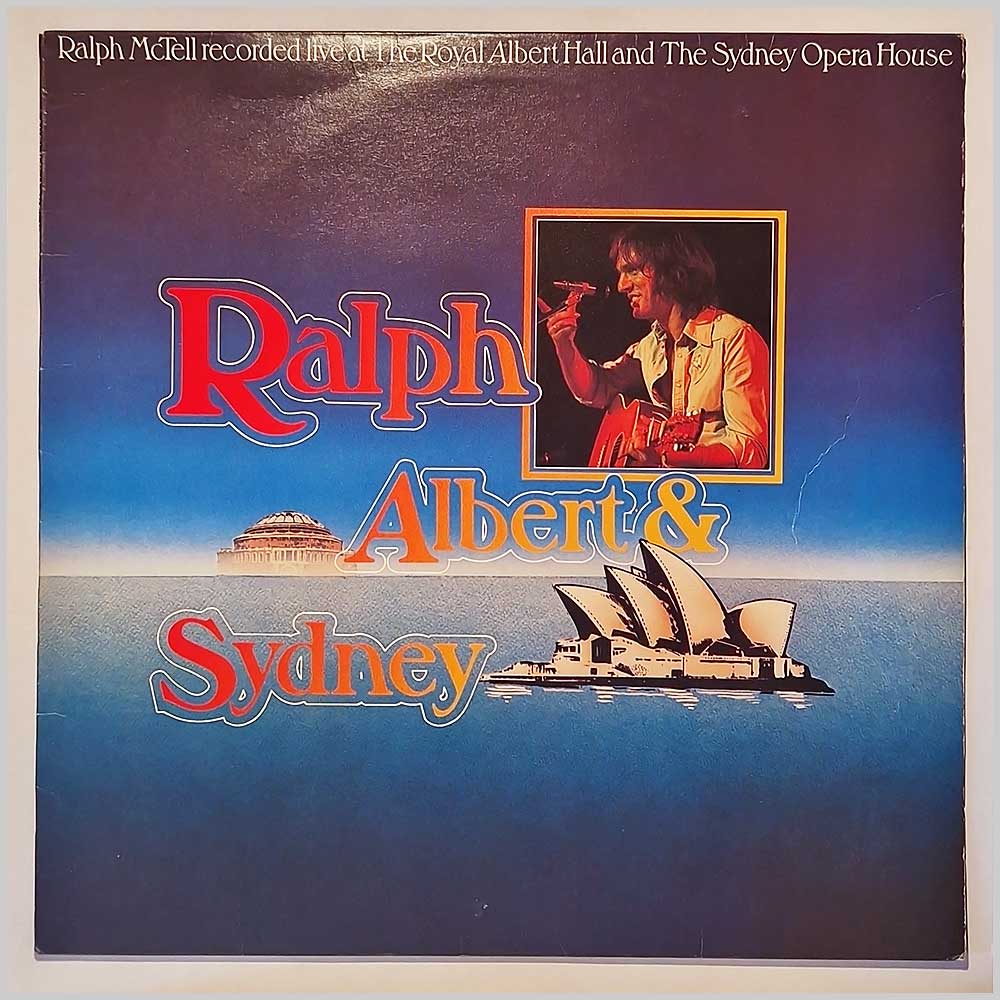 Ralph McTell recorded live at The Royal Albert Hall and The Sydney Opera House
Ralph
Albert &
Sydney